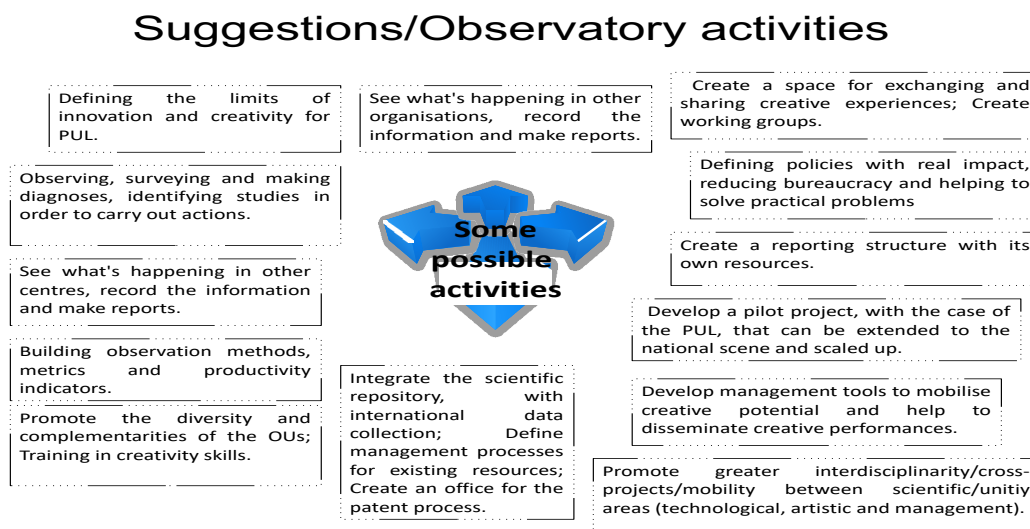 Suggestions/Observatory activities
Defining the limits of
innovation and creativity for
PUL.
See what's happening in other
organisations, record the
information and make reports.
Create a space for exchanging and
sharing creative experiences; Create
working groups.
Observing, surveying and making
diagnoses, identifying studies in
order to carry out actions.
Defining policies with real impact,
reducing bureaucracy and helping to
solve practical problems
Some
possible
activities
Create a reporting structure with its
own resources.
See what's happening in other
centres, record the information
and make reports.
Develop a pilot project, with the case of
the PUL, that can be extended to the
national scene and scaled up.
Building observation methods,
metrics and productivity
indicators.
Integrate the scientific
repository, with
international data
collection; Define
management processes
for existing resources;
Create an office for the
patent process.
Develop management tools to mobilise
creative potential and help to
disseminate creative performances.
Promote the diversity and
complementarities of the OUs;
Training in creativity skills.
Promote greater interdisciplinarity/cross-
projects/mobility between scientific/unitiy
areas (technological, artistic and management).